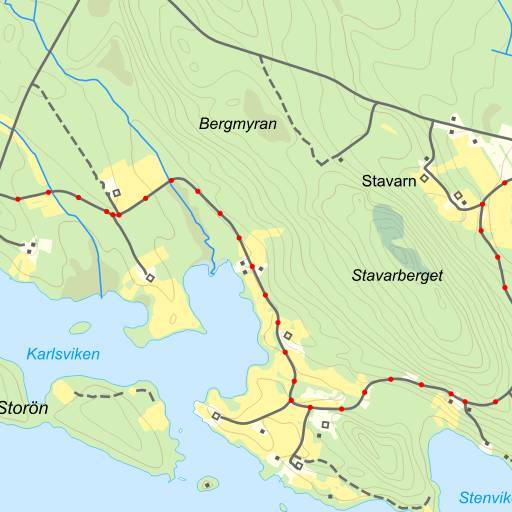 Bergmyran
Stavarn
Stavarberget
Karlsviken
Storön
Stenvik